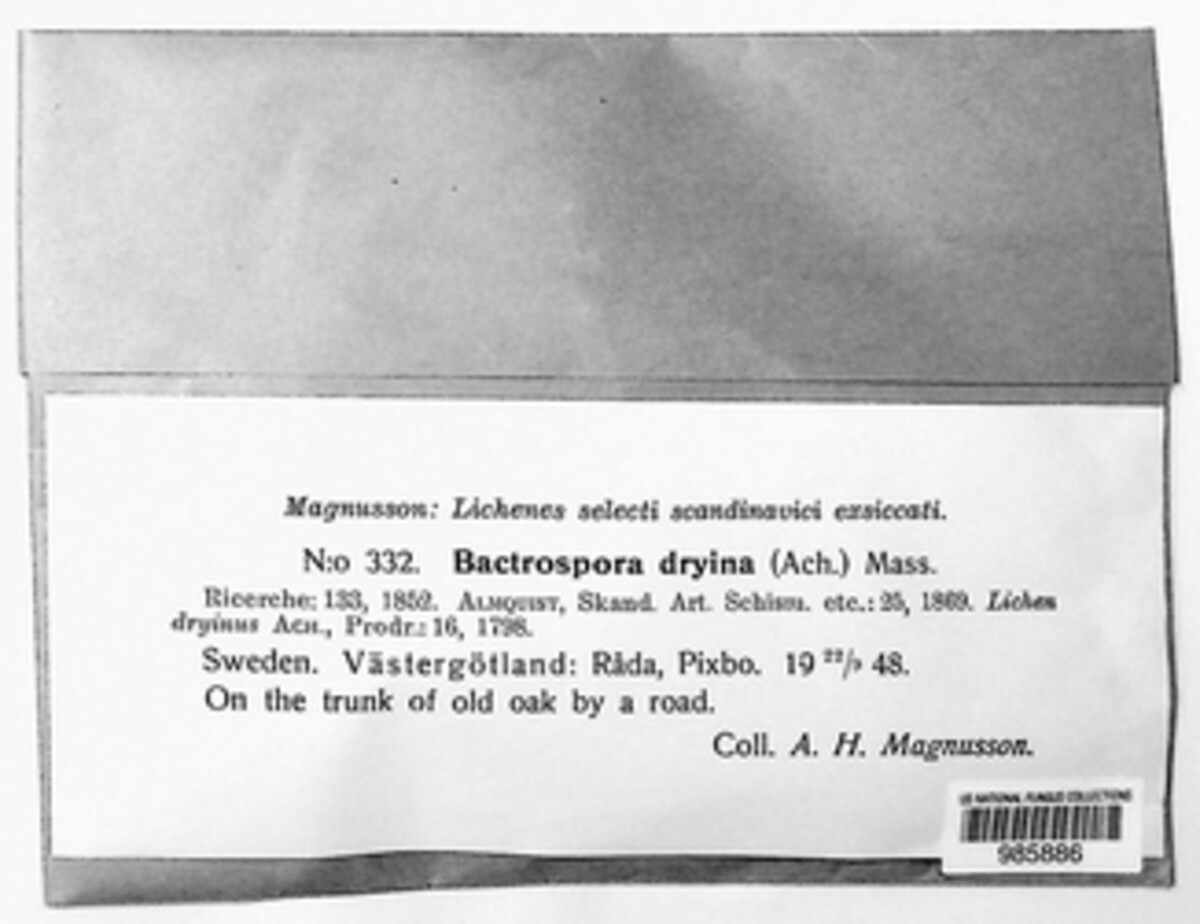 Magnusson: Lichenes selecti scandinavici exsiccati.
N:o 332. Bactrospora dryina (Ach.) Mass.
Ricerche: 133, 1852. ALMQUIST, Skand. Art. Schism. etc.: 25, 1869. Lichen
dryinus ACH., Prodr.: 16, 1798.
Sweden. Västergötland: Råda, Pixbo. 19 22/ 48.
On the trunk of old oak by a road.
Coll. A. H. Magnusson.
US NATIONAL FUNGUS COLLECTIONS
985886